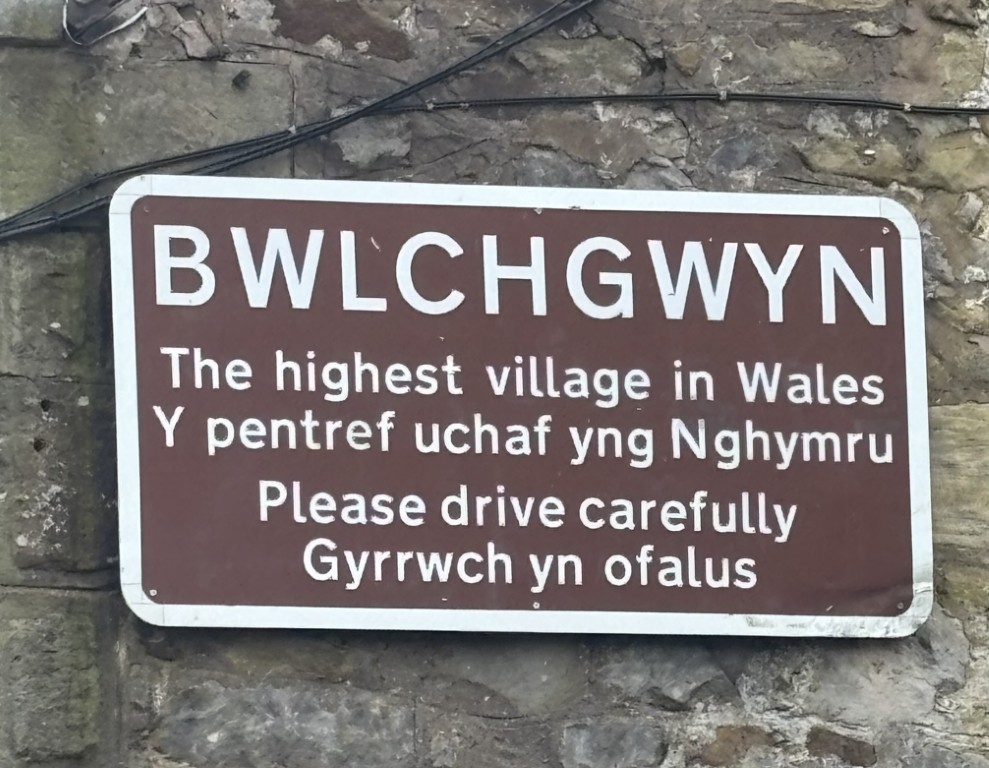 BWLCHGWYN
The highest village in Wales
Y pentref uchaf yng Nghymru
Please drive carefully
Gyrrwch yn ofalus